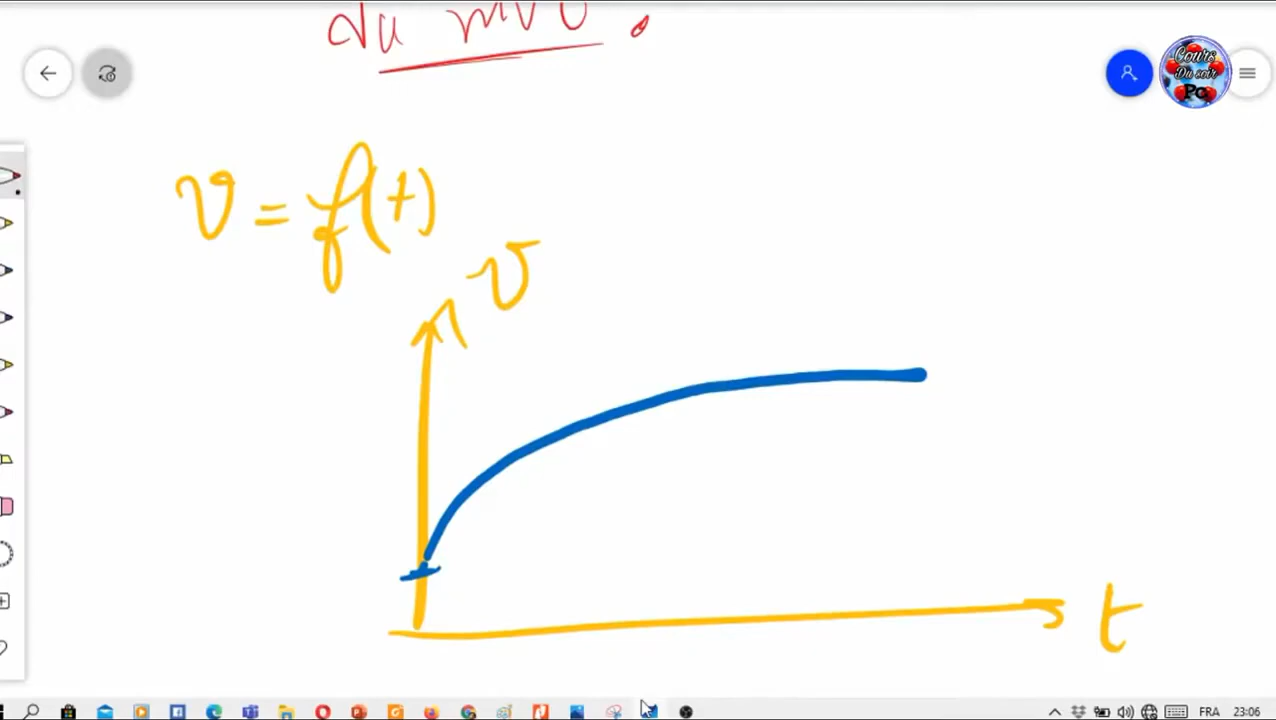 du mvt.
Cours
Du soir
Pc
v = f(t)
v
t
FRA 23:06